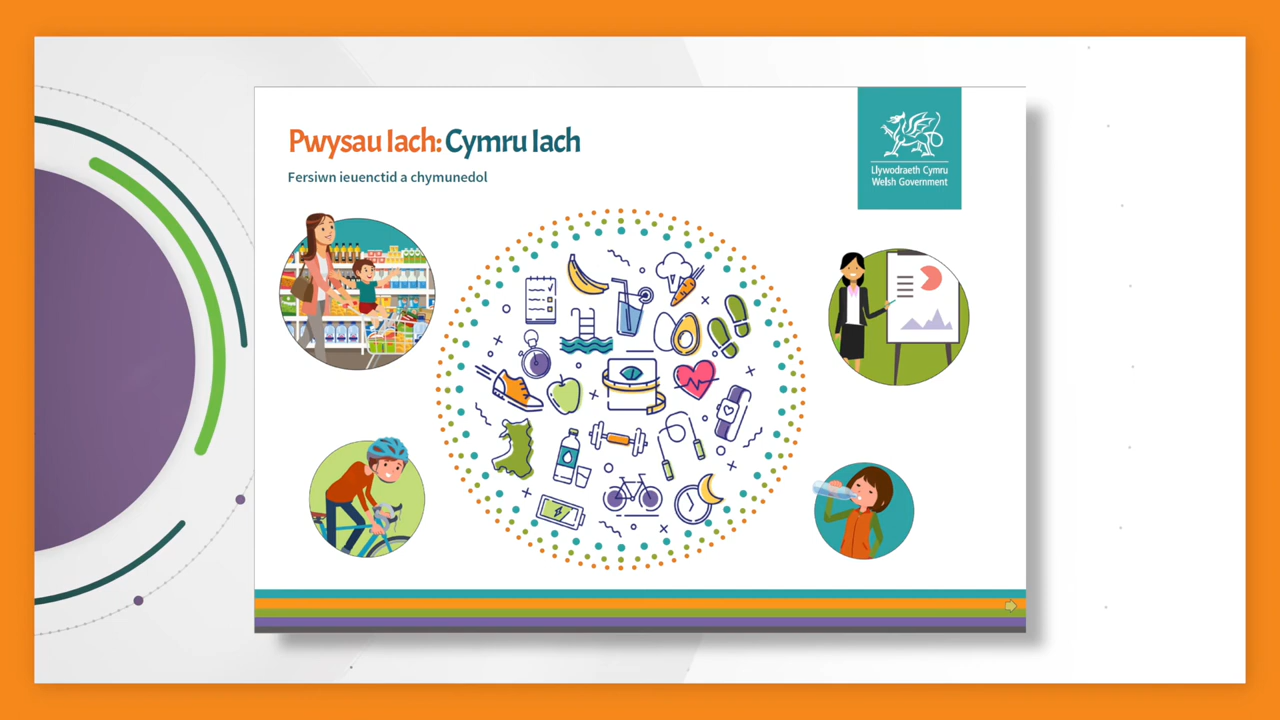 Pwysau Iach: Cymru Iach
Fersiwn ieuenctid a chymunedol
Llywodraeth Cymru
Welsh Government